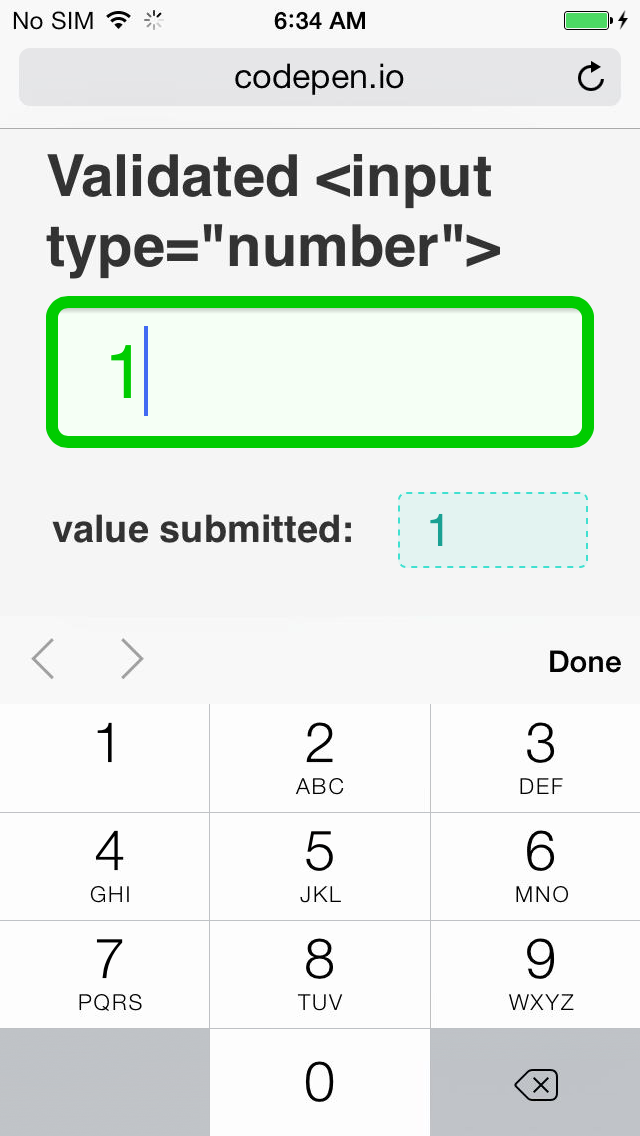 No SIM 6:34 AM
codepen.io
Validated <input
type="number">
1
value submitted: 1
Done
1 2 3
ABC DEF
4 5 6
GHI JKL MNO
7 8 9
PQRS TUV WXYZ
0